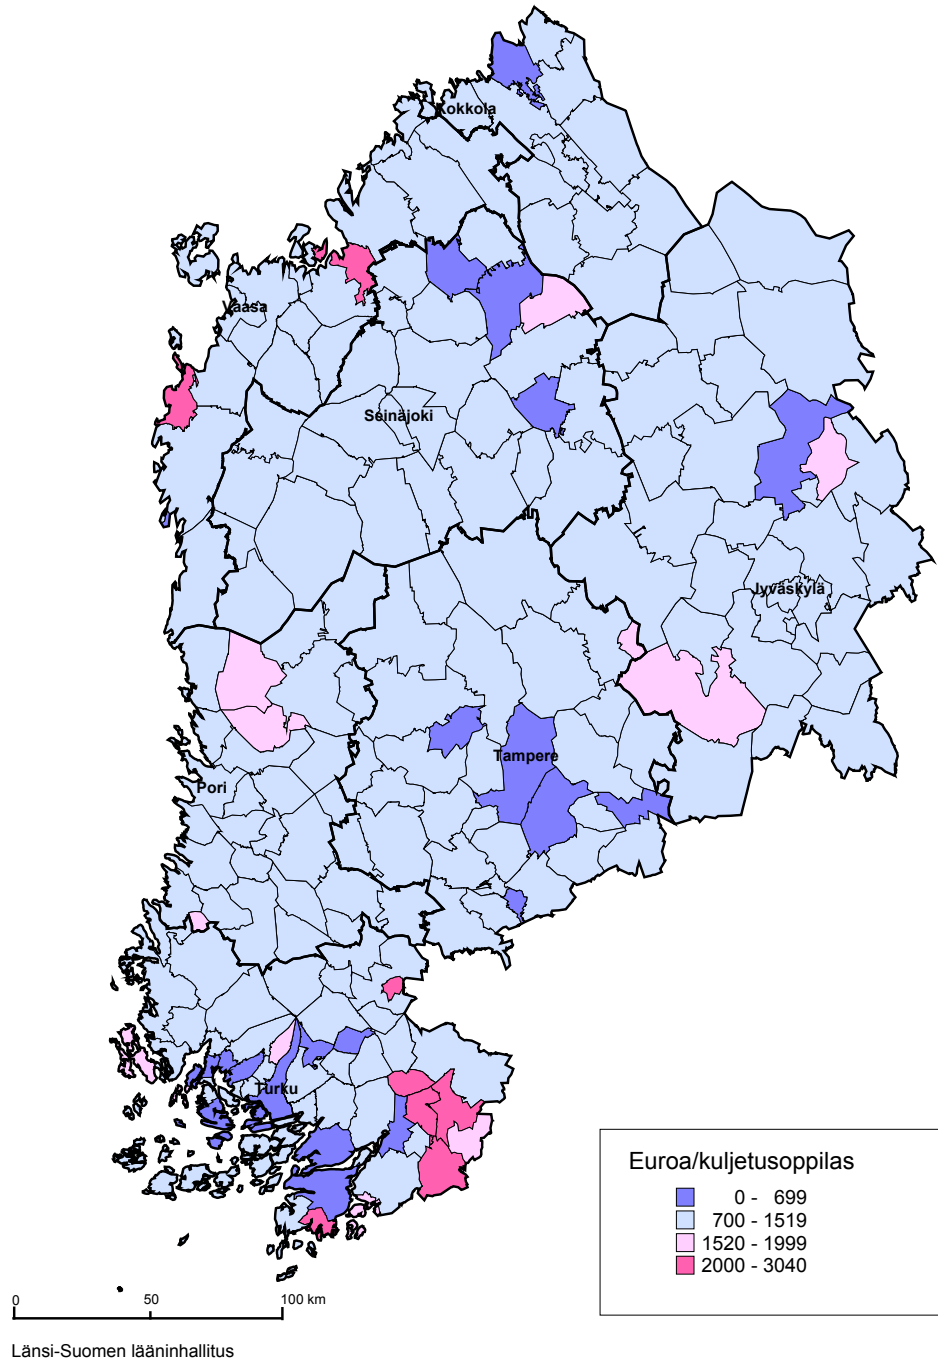 Kokkola
Vaasa
Seinäjoki
Jyväskylä
Tampere
Pori
Turku
Euroa/kuljetusoppilas
0 - 699
700 - 1519
1520 - 1999
2000 - 3040
0 50 100 km
Länsi-Suomen lääninhallitus